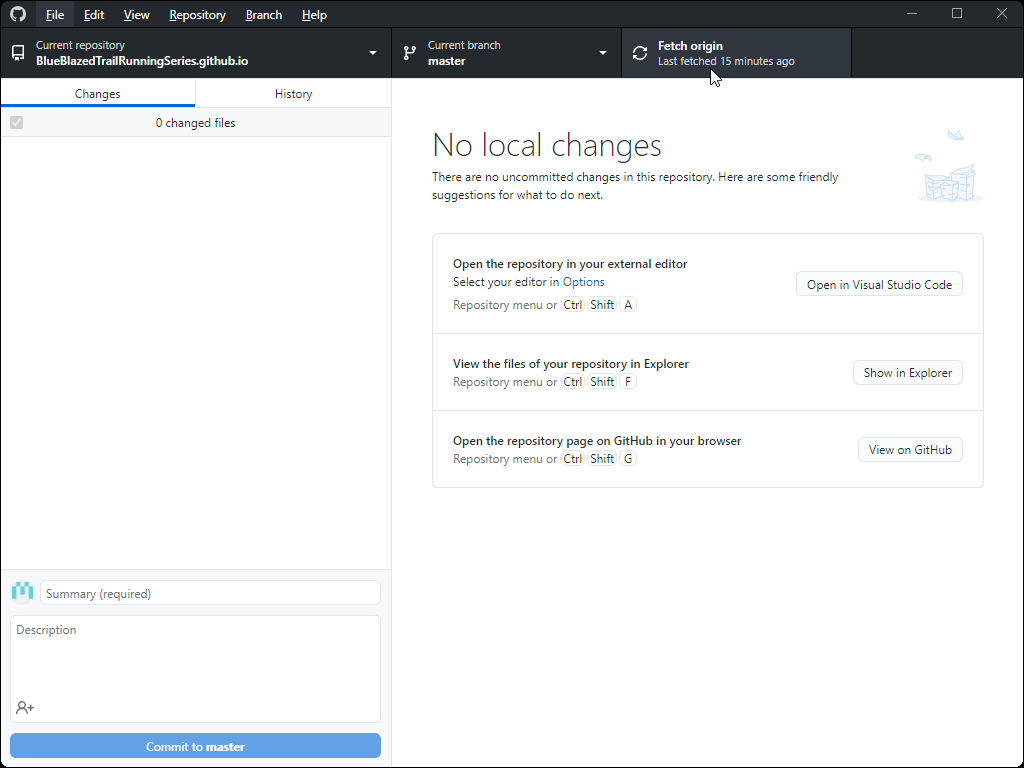 File Edit View Repository Branch Help
Current repository
BlueBlazedTrailRunningSeries.github.io
Current branch
master
Fetch origin
Last fetched 15 minutes ago
Changes
History
0 changed files
No local changes
There are no uncommitted changes in this repository. Here are some friendly
suggestions for what to do next.
Open the repository in your external editor
Select your editor in Options
Repository menu or Ctrl Shift A
Open in Visual Studio Code
View the files of your repository in Explorer
Repository menu or Ctrl Shift F
Show in Explorer
Open the repository page on GitHub in your browser
Repository menu or Ctrl Shift G
View on GitHub
Summary (required)
Description
Commit to master